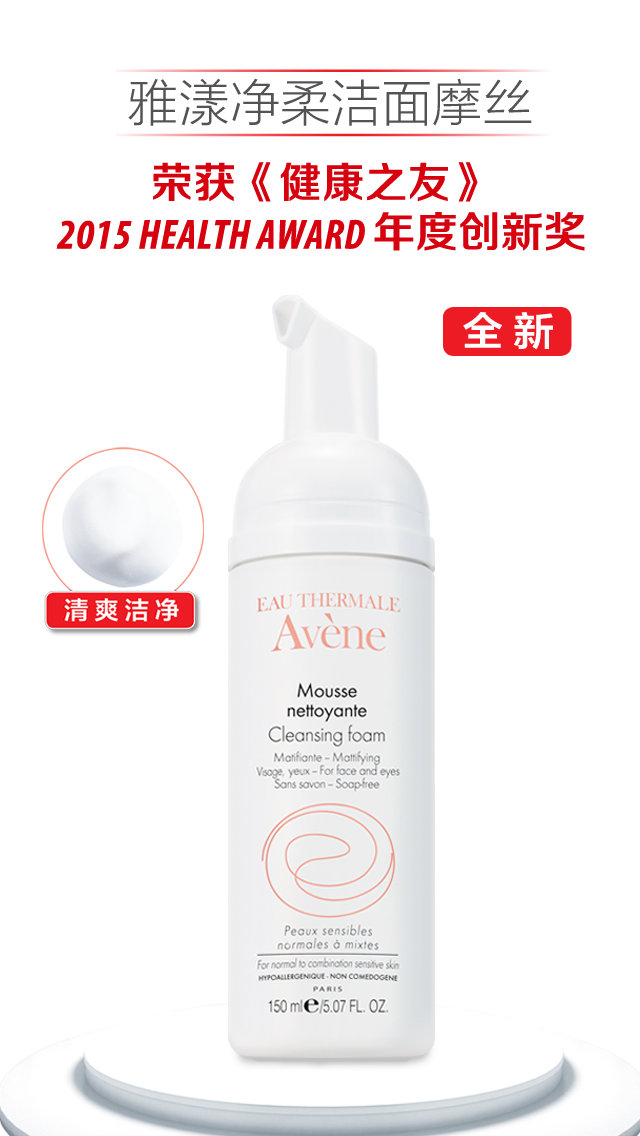 雅漾净柔洁面摩丝
荣获《健康之友》
2015 HEALTH AWARD 年度创新奖
全新
清爽洁净
EAU THERMALE
Avène
Mousse
nettoyante
Cleansing foam
Matifiante – Mattifying
Visage, yeux – For face and eyes
Sans savon – Soap-free
Peaux sensibles
normales à mixtes
For normal to combination sensitive skin
HYPOALLERGENIQUE - NON COMEDOGENE
PARIS
150 ml e/5.07 FL. OZ.